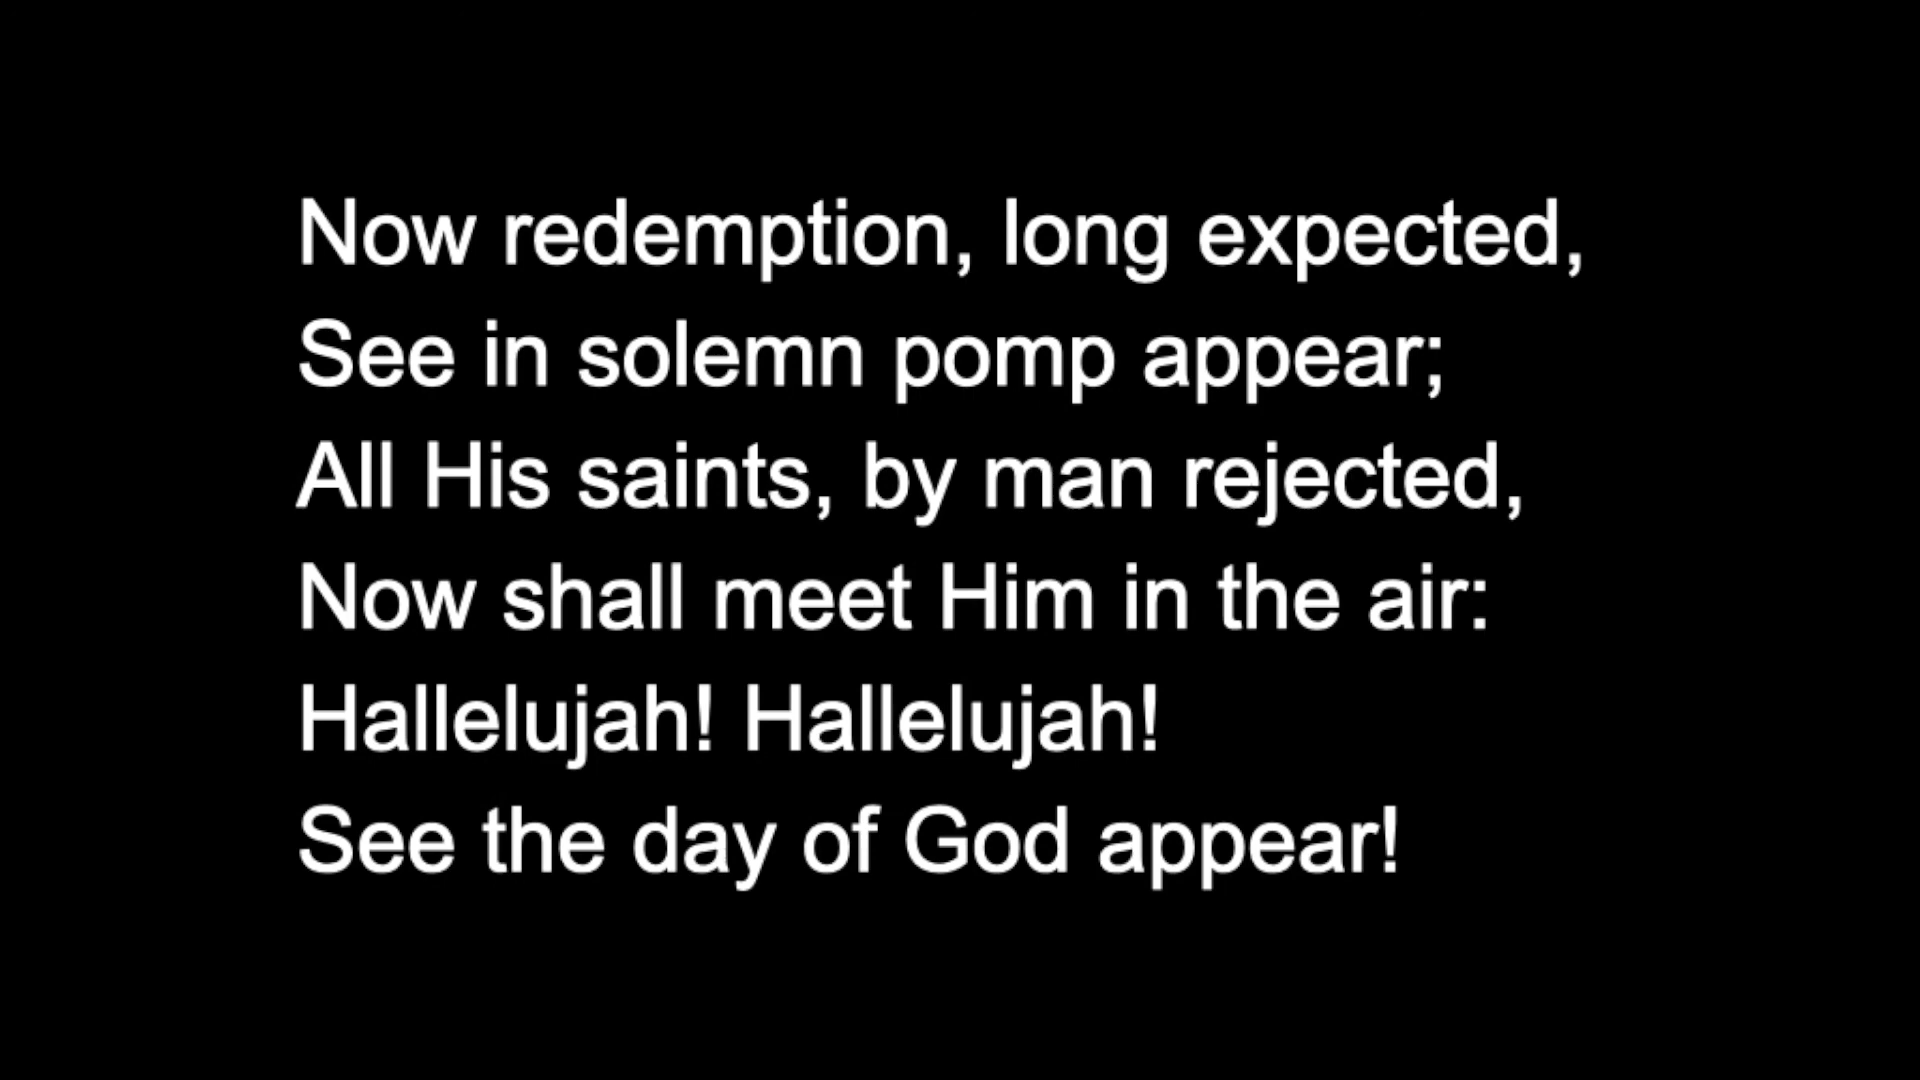 Now redemption, long expected,
See in solemn pomp appear;
All His saints, by man rejected,
Now shall meet Him in the air:
Hallelujah! Hallelujah!
See the day of God appear!